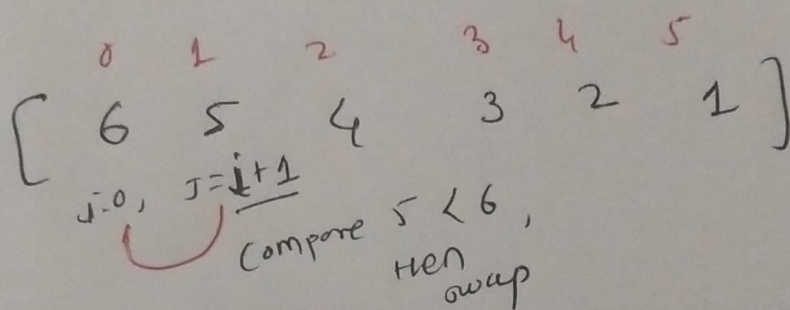 0 1 2 3 4 5
[ 6 5 4 3 2 1 ]
i=0, J=i+1
Compare 5 < 6,
then
swap